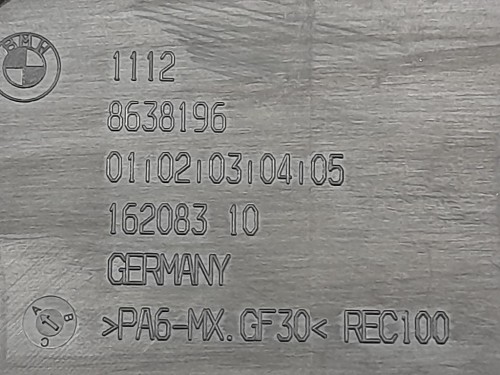 BMW
1112
8638196
01|02|03|04|05
162083 10
GERMANY
A B C
>PA6-MX.GF30< REC100